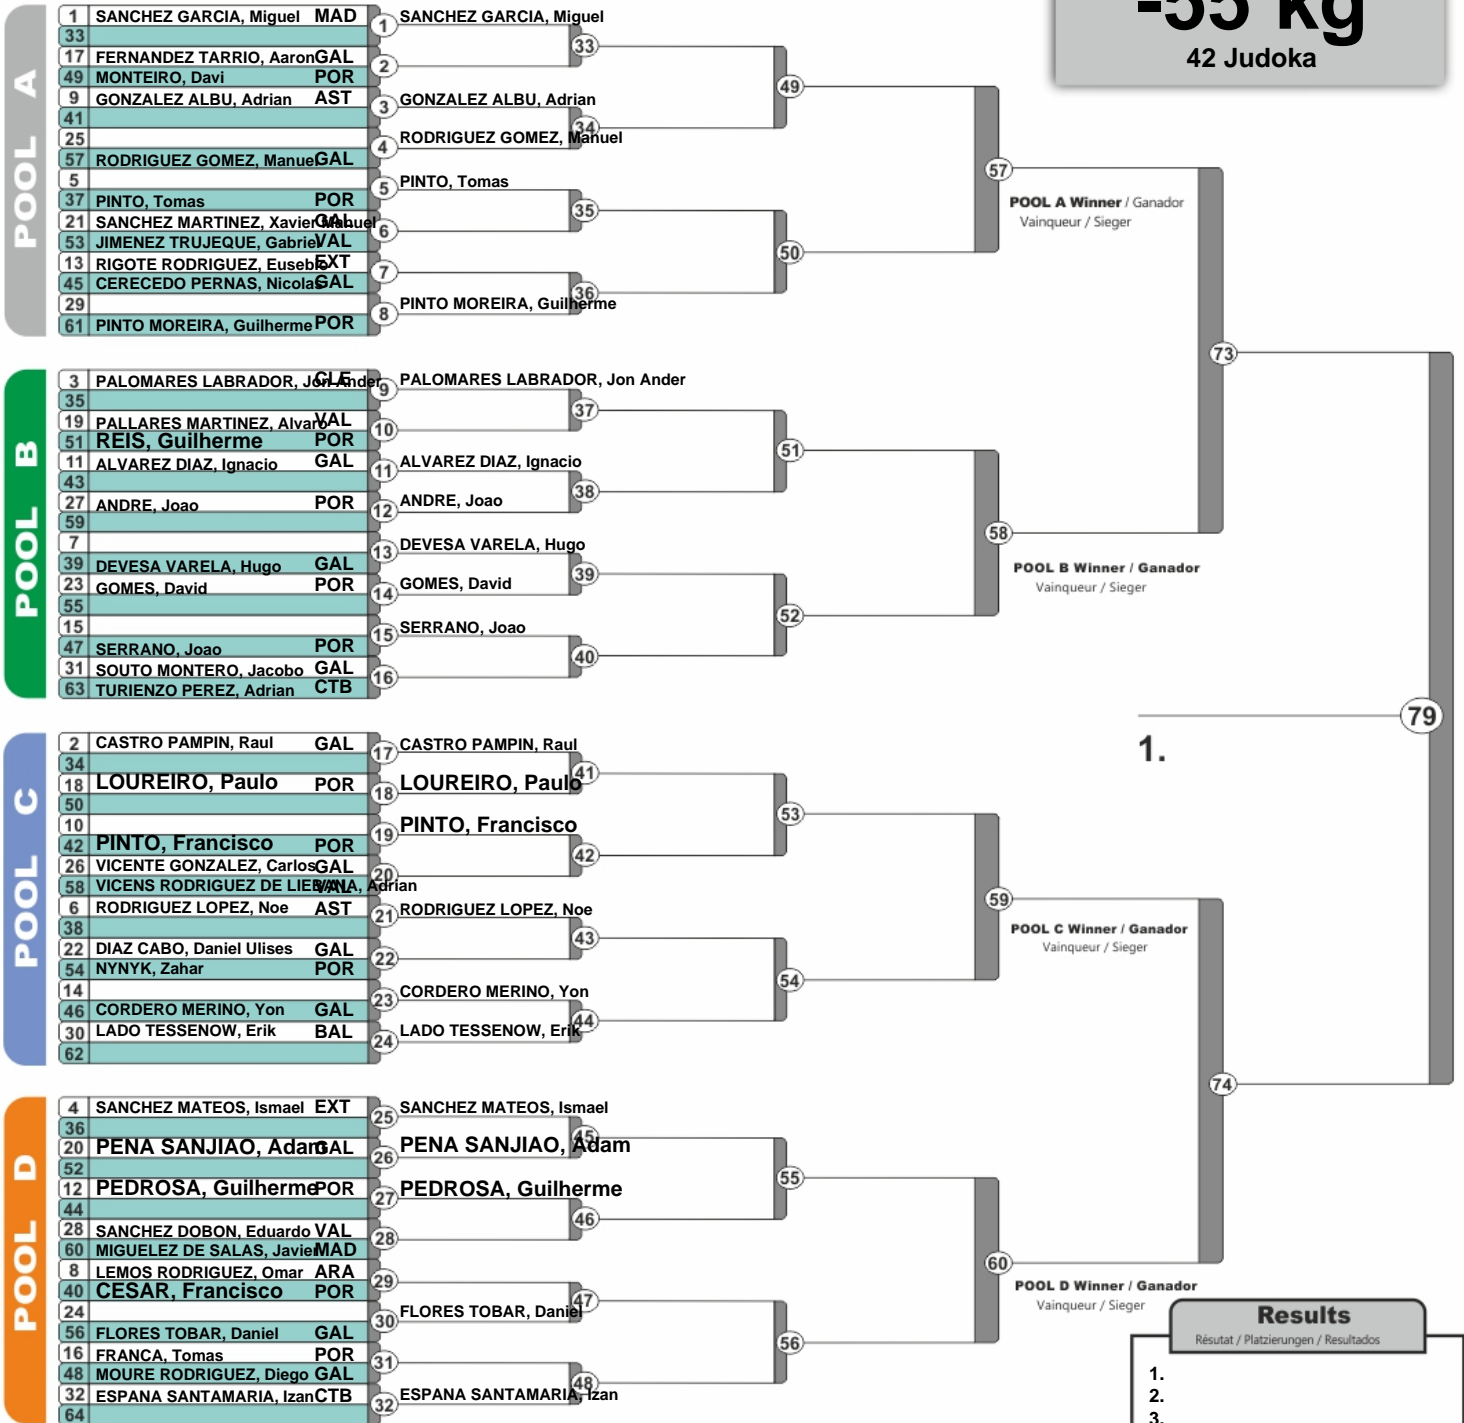 -55 kg
42 Judoka
POOL A
1 SANCHEZ GARCIA, Miguel MAD
33
17 FERNANDEZ TARRIO, Aaron GAL
49 MONTEIRO, Davi POR
9 GONZALEZ ALBU, Adrian AST
41
25
57 RODRIGUEZ GOMEZ, Manuel GAL
5
37 PINTO, Tomas POR
21 SANCHEZ MARTINEZ, Xavier Manuel GAL
53 JIMENEZ TRUJEQUE, Gabriel VAL
13 RIGOTE RODRIGUEZ, Eusebio EXT
45 CERECEDO PERNAS, Nicolas GAL
29
61 PINTO MOREIRA, Guilherme POR
1 SANCHEZ GARCIA, Miguel
2
3 GONZALEZ ALBU, Adrian
4 RODRIGUEZ GOMEZ, Manuel
5 PINTO, Tomas
6
7
8 PINTO MOREIRA, Guilherme
33
34
35
36
49
50
57
POOL A Winner / Ganador
Vainqueur / Sieger
POOL B
3 PALOMARES LABRADOR, Jon Ander CLE
35
19 PALLARES MARTINEZ, Alvaro VAL
51 REIS, Guilherme POR
11 ALVAREZ DIAZ, Ignacio GAL
43
27 ANDRE, Joao POR
59
7
39 DEVESA VARELA, Hugo GAL
23 GOMES, David POR
55
15
47 SERRANO, Joao POR
31 SOUTO MONTERO, Jacobo GAL
63 TURIENZO PEREZ, Adrian CTB
9 PALOMARES LABRADOR, Jon Ander
10
11 ALVAREZ DIAZ, Ignacio
12 ANDRE, Joao
13 DEVESA VARELA, Hugo
14 GOMES, David
15 SERRANO, Joao
16
37
38
39
40
51
52
58
POOL B Winner / Ganador
Vainqueur / Sieger
73
POOL C
2 CASTRO PAMPIN, Raul GAL
34
18 LOUREIRO, Paulo POR
50
10
42 PINTO, Francisco POR
26 VICENTE GONZALEZ, Carlos GAL
58 VICENS RODRIGUEZ DE LIEBANA, Adrian VAL
6 RODRIGUEZ LOPEZ, Noe AST
38
22 DIAZ CABO, Daniel Ulises GAL
54 NYNYK, Zahar POR
14
46 CORDERO MERINO, Yon GAL
30 LADO TESSENOW, Erik BAL
62
17 CASTRO PAMPIN, Raul
18 LOUREIRO, Paulo
19 PINTO, Francisco
20
21 RODRIGUEZ LOPEZ, Noe
22
23 CORDERO MERINO, Yon
24 LADO TESSENOW, Erik
41
42
43
44
53
54
59
POOL C Winner / Ganador
Vainqueur / Sieger
79
1.
POOL D
4 SANCHEZ MATEOS, Ismael EXT
36
20 PENA SANJIAO, Adam GAL
52
12 PEDROSA, Guilherme POR
44
28 SANCHEZ DOBON, Eduardo VAL
60 MIGUELEZ DE SALAS, Javier MAD
8 LEMOS RODRIGUEZ, Omar ARA
40 CESAR, Francisco POR
24
56 FLORES TOBAR, Daniel GAL
16 FRANCA, Tomas POR
48 MOURE RODRIGUEZ, Diego GAL
32 ESPANA SANTAMARIA, Izan CTB
64
25 SANCHEZ MATEOS, Ismael
26 PENA SANJIAO, Adam
27 PEDROSA, Guilherme
28
29
30 FLORES TOBAR, Daniel
31
32 ESPANA SANTAMARIA, Izan
45
46
47
48
55
56
60
POOL D Winner / Ganador
Vainqueur / Sieger
74
Results
Résutat / Platzierungen / Resultados
1.
2.
3.